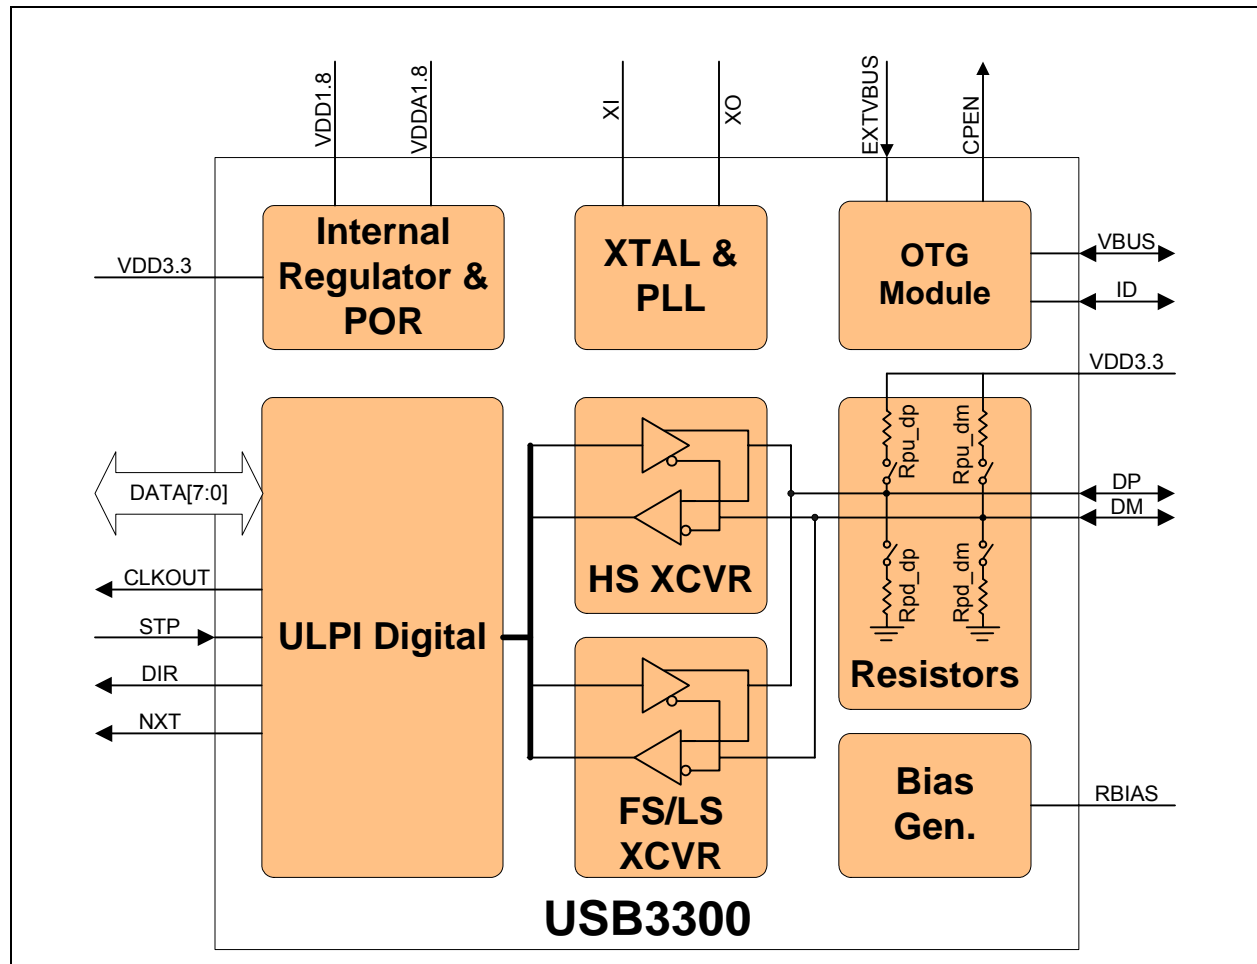 VDD1.8
VDDA1.8
XI
XO
EXTVBUS
CPEN
Internal
Regulator &
POR
XTAL &
PLL
OTG
Module
VDD3.3
VBUS
ID
VDD3.3
Rpu_dp
Rpu_dm
DATA[7:0]
DP
DM
HS XCVR
Rpd_dp
Rpd_dm
CLKOUT
STP
DIR
NXT
ULPI Digital
Resistors
FS/LS
XCVR
Bias
Gen.
RBIAS
USB3300